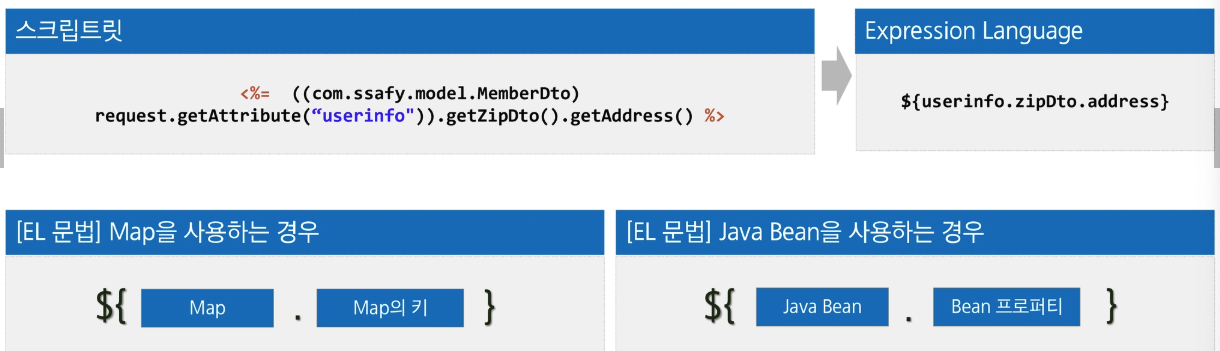 스크립트릿
Expression Language
<%= ((com.ssafy.model.MemberDto)
request.getAttribute(“userinfo")).getZipDto().getAddress() %>
${userinfo.zipDto.address}
[EL 문법] Map을 사용하는 경우
[EL 문법] Java Bean을 사용하는 경우
${ Map . Map의 키 }
${ Java Bean . Bean 프로퍼티 }